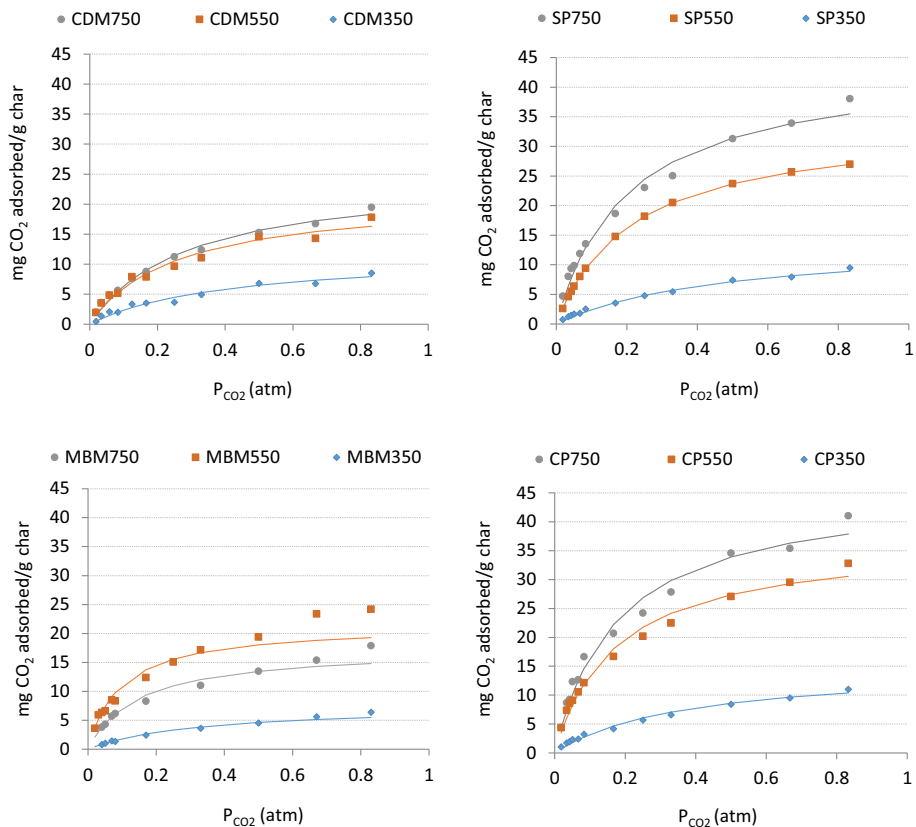 CDM750 CDM550 CDM350
45
40
35
30
25
20
15
10
5
0
mg CO₂ adsorbed/g char
0 0.2 0.4 0.6 0.8 1
P_CO2 (atm)
SP750 SP550 SP350
45
40
35
30
25
20
15
10
5
0
mg CO₂ adsorbed/g char
0 0.2 0.4 0.6 0.8 1
P_CO2 (atm)
MBM750 MBM550 MBM350
45
40
35
30
25
20
15
10
5
0
mg CO₂ adsorbed/g char
0 0.2 0.4 0.6 0.8 1
P_CO2 (atm)
CP750 CP550 CP350
45
40
35
30
25
20
15
10
5
0
mg CO₂ adsorbed/g char
0 0.2 0.4 0.6 0.8 1
P_CO2 (atm)